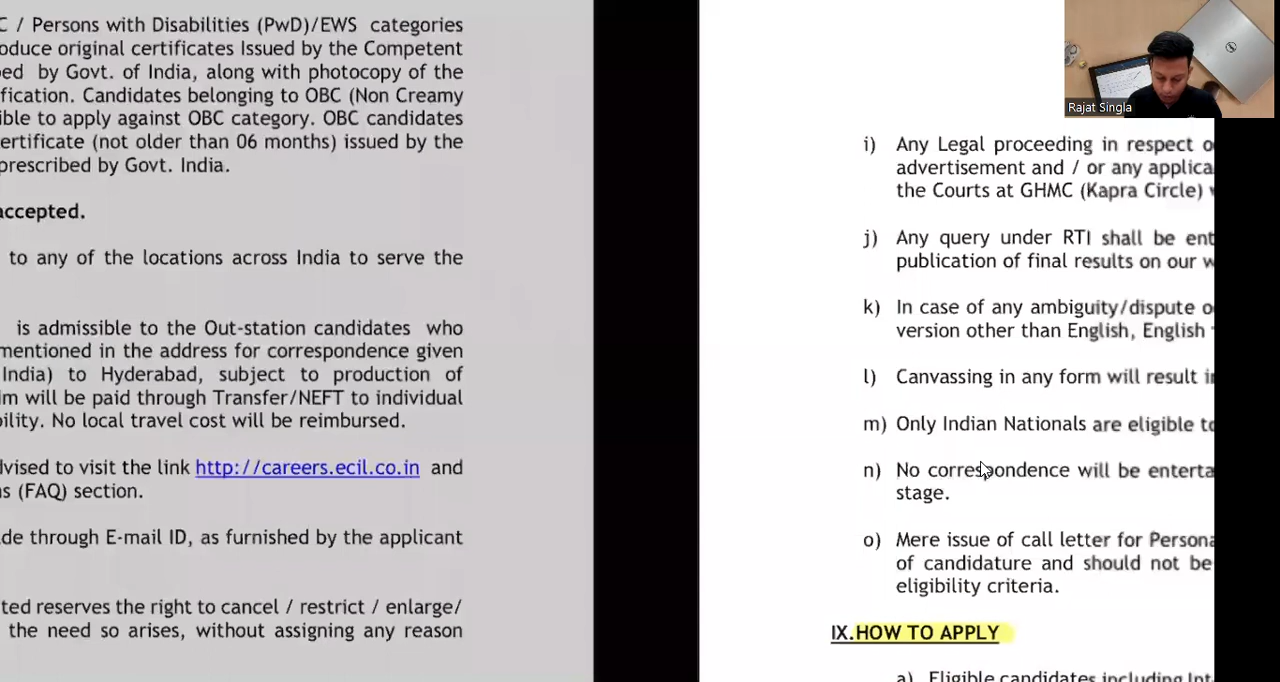 C / Persons with Disabilities (PwD)/EWS categories
oduce original certificates Issued by the Competent
bed by Govt. of India, along with photocopy of the
fication. Candidates belonging to OBC (Non Creamy
ible to apply against OBC category. OBC candidates
ertificate (not older than 06 months) issued by the
prescribed by Govt. India.
accepted.
to any of the locations across India to serve the
is admissible to the Out-station candidates who
mentioned in the address for correspondence given
India) to Hyderabad, subject to production of
im will be paid through Transfer/NEFT to individual
bility. No local travel cost will be reimbursed.
dvised to visit the link http://careers.ecil.co.in and
ns (FAQ) section.
de through E-mail ID, as furnished by the applicant
ted reserves the right to cancel / restrict / enlarge/
the need so arises, without assigning any reason
Rajat Singla
i) Any Legal proceeding in respect o
advertisement and / or any applica
the Courts at GHMC (Kapra Circle)
j) Any query under RTI shall be ent
publication of final results on our w
k) In case of any ambiguity/dispute o
version other than English, English
l) Canvassing in any form will result i
m) Only Indian Nationals are eligible to
n) No correspondence will be enterta
stage.
o) Mere issue of call letter for Persona
of candidature and should not be
eligibility criteria.
IX.HOW TO APPLY
a) Eligible candidates including Int